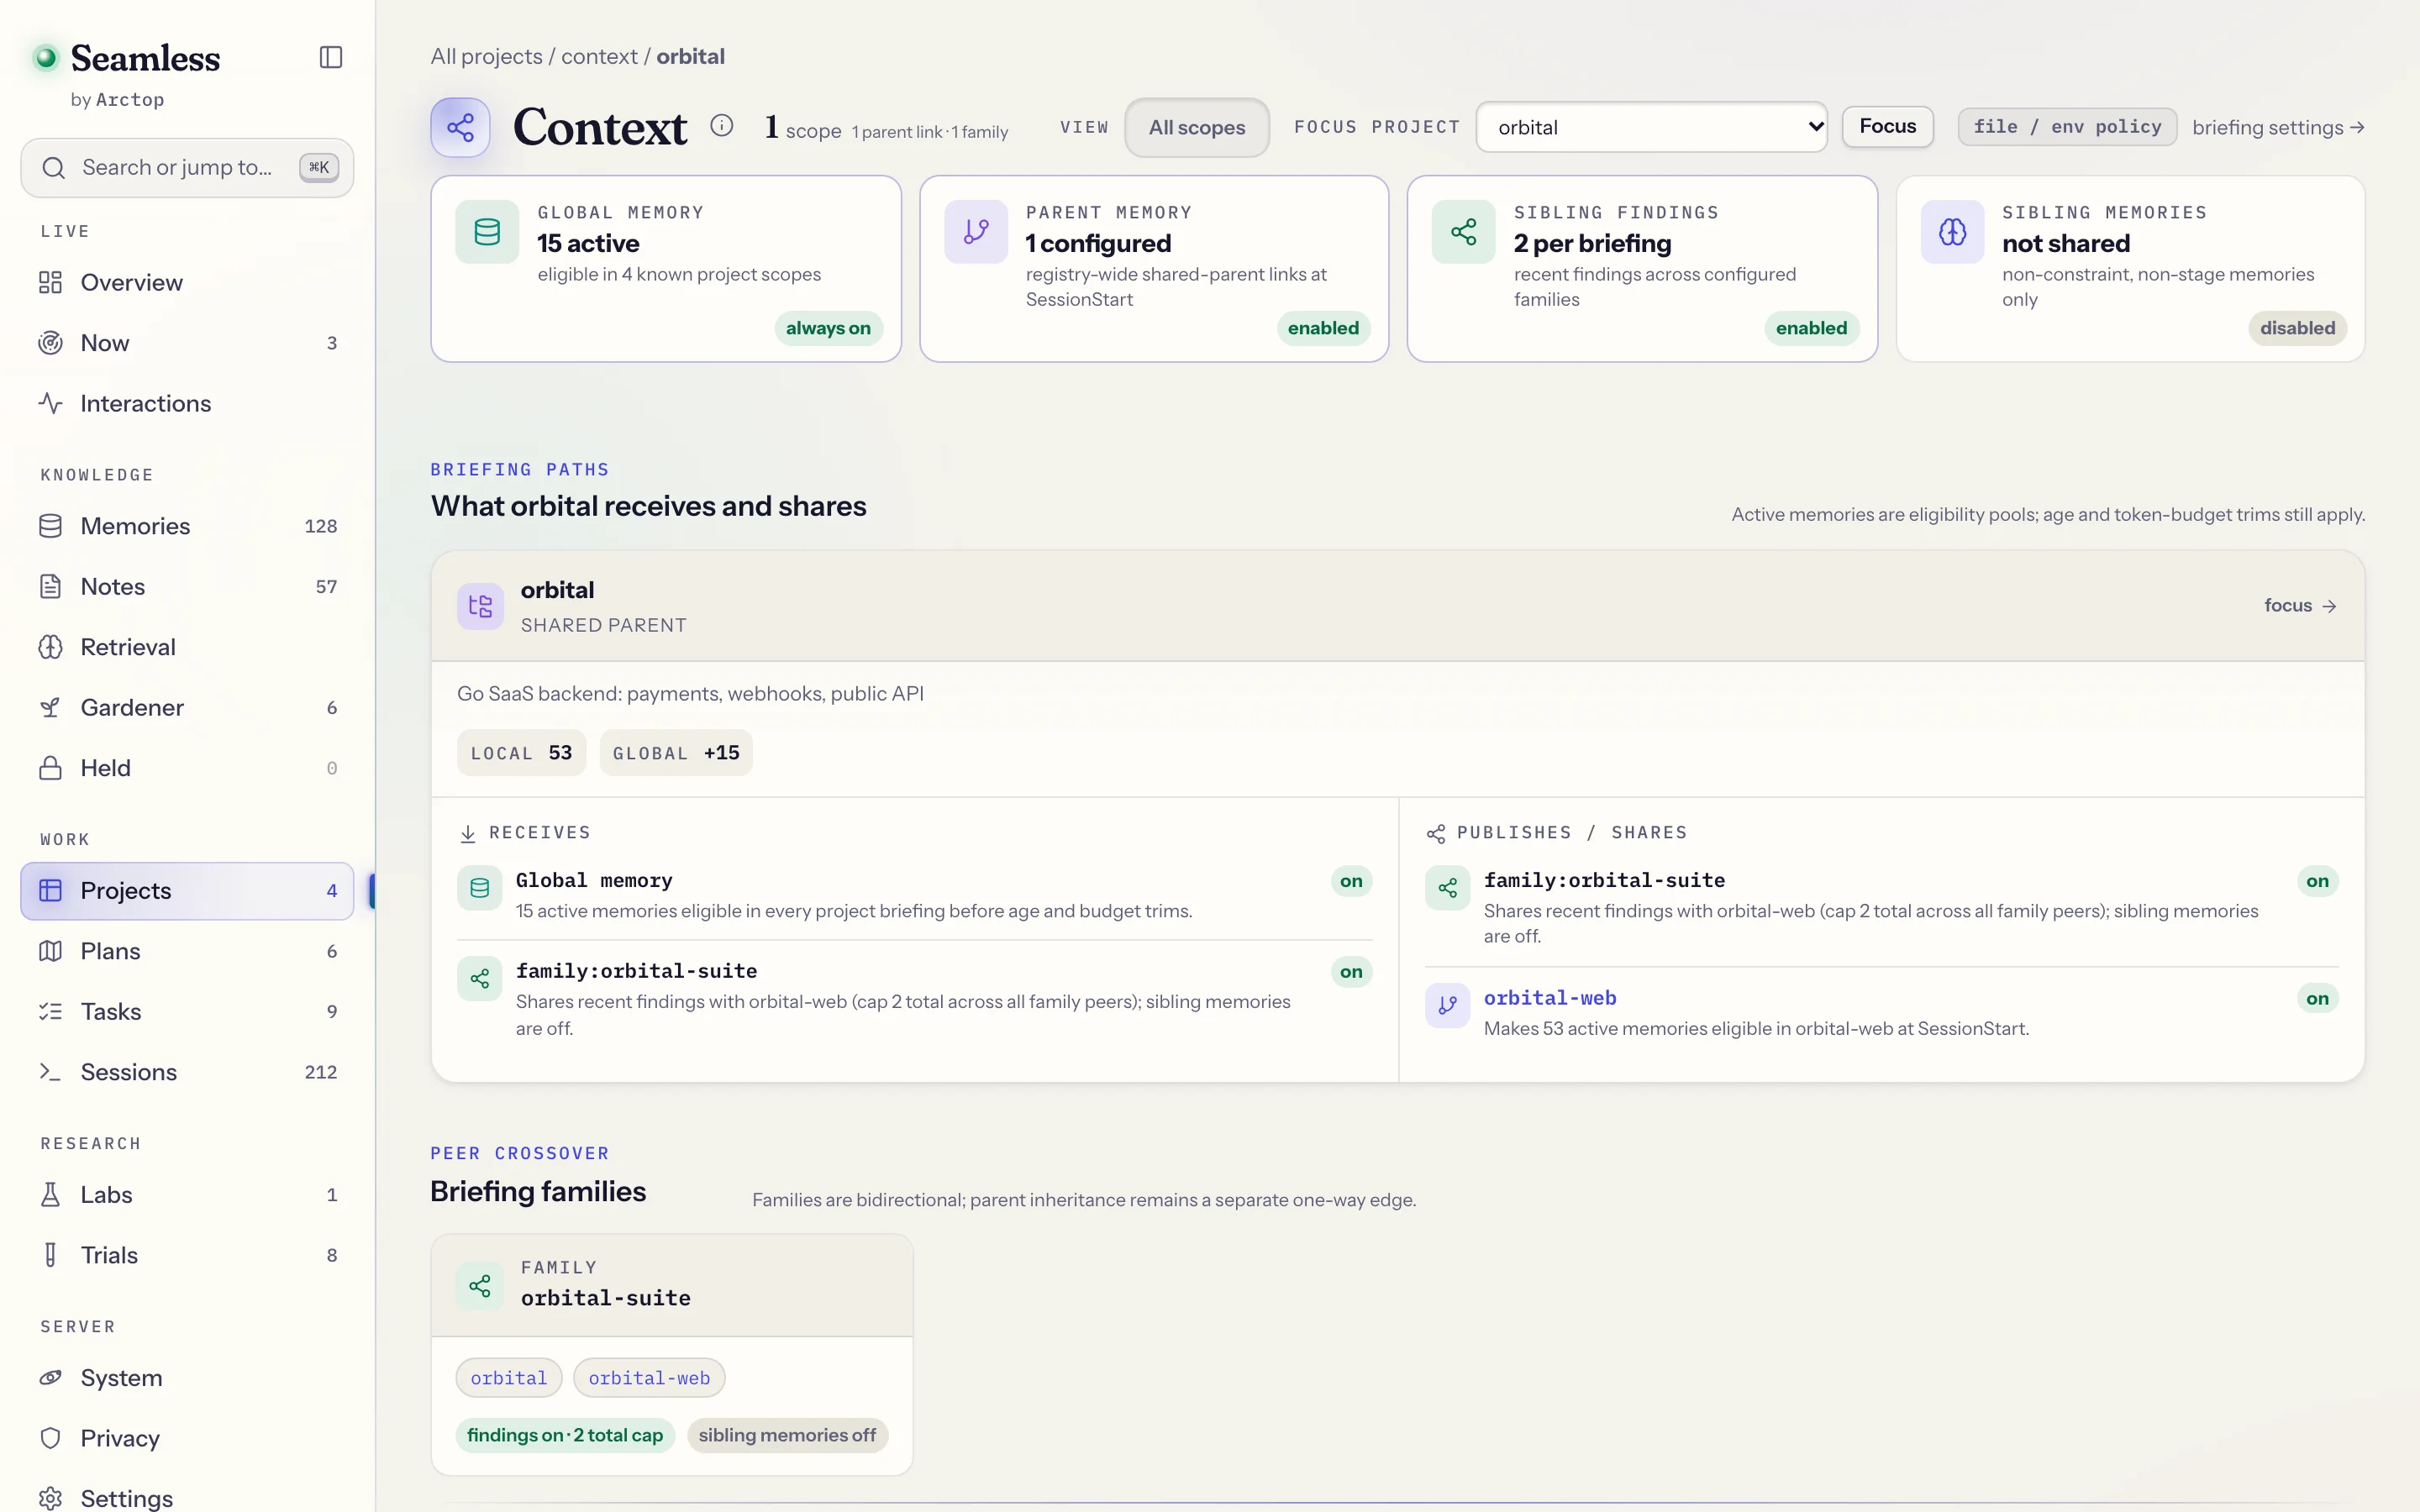 Seamless
by Arctop
Search or jump to...
⌘K
LIVE
Overview
Now 3
Interactions
KNOWLEDGE
Memories 128
Notes 57
Retrieval
Gardener 6
Held 0
WORK
Projects 4
Plans 6
Tasks 9
Sessions 212
RESEARCH
Labs 1
Trials 8
SERVER
System
Privacy
Settings
All projects / context / orbital
Context 1 scope 1 parent link · 1 family VIEW All scopes FOCUS PROJECT orbital Focus file / env policy briefing settings →
GLOBAL MEMORY
15 active
eligible in 4 known project scopes
always on
PARENT MEMORY
1 configured
registry-wide shared-parent links at
SessionStart
enabled
SIBLING FINDINGS
2 per briefing
recent findings across configured
families
enabled
SIBLING MEMORIES
not shared
non-constraint, non-stage memories
only
disabled
BRIEFING PATHS
What orbital receives and shares
Active memories are eligibility pools; age and token-budget trims still apply.
orbital
SHARED PARENT
focus →
Go SaaS backend: payments, webhooks, public API
LOCAL 53 GLOBAL +15
RECEIVES
Global memory on
15 active memories eligible in every project briefing before age and budget trims.
family:orbital-suite on
Shares recent findings with orbital-web (cap 2 total across all family peers); sibling memories
are off.
PUBLISHES / SHARES
family:orbital-suite on
Shares recent findings with orbital-web (cap 2 total across all family peers); sibling memories
are off.
orbital-web on
Makes 53 active memories eligible in orbital-web at SessionStart.
PEER CROSSOVER
Briefing families
Families are bidirectional; parent inheritance remains a separate one-way edge.
FAMILY
orbital-suite
orbital orbital-web
findings on · 2 total cap sibling memories off